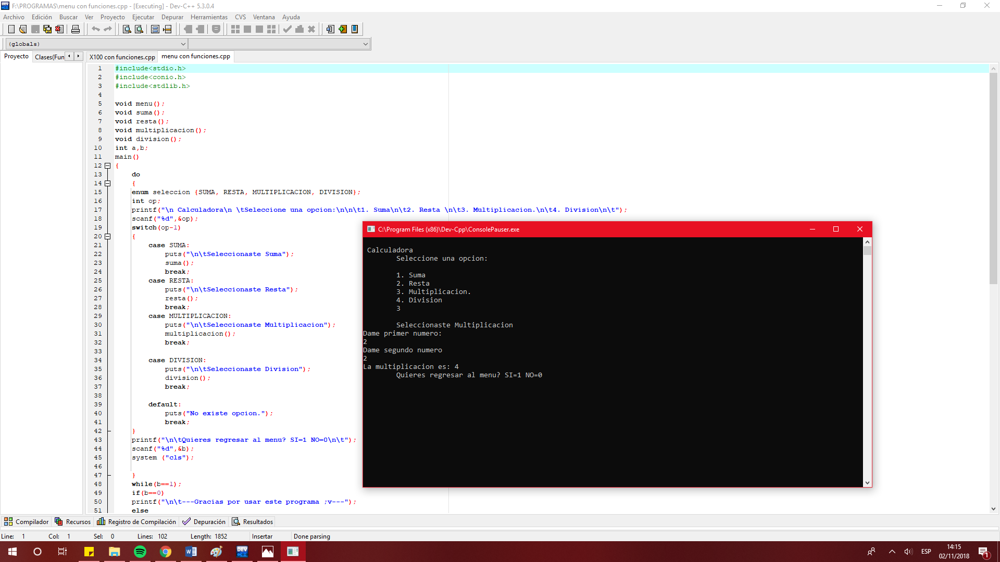 F:\PROGRAMAS\menu con funciones.cpp - [Executing] - Dev-C++ 5.3.0.4
Archivo Edición Buscar Ver Proyecto Ejecutar Depurar Herramientas CVS Ventana Ayuda
(globals)
Proyecto Clases(Fun X100 con funciones.cpp menu con funciones.cpp
1 #include<stdio.h>
2 #include<conio.h>
3 #include<stdlib.h>
4
5 void menu();
6 void suma();
7 void resta();
8 void multiplicacion();
9 void division();
10 int a,b;
11 main()
12 {
13 do
14 {
15 enum seleccion {SUMA, RESTA, MULTIPLICACION, DIVISION};
16 int op;
17 printf("\n Calculadora\n \tSeleccione una opcion:\n\n\t1. Suma\n\t2. Resta \n\t3. Multiplicacion.\n\t4. Division\n\t");
18 scanf("%d",&op);
19 switch(op-1)
20 {
21 case SUMA:
22 puts("\n\tSeleccionaste Suma");
23 suma();
24 break;
25 case RESTA:
26 puts("\n\tSeleccionaste Resta");
27 resta();
28 break;
29 case MULTIPLICACION:
30 puts("\n\tSeleccionaste Multiplicacion");
31 multiplicacion();
32 break;
33
34 case DIVISION:
35 puts("\n\tSeleccionaste Division");
36 division();
37 break;
38
39 default:
40 puts("No existe opcion.");
41 break;
42 }
43 printf("\n\tQuieres regresar al menu? SI=1 NO=0\n\t");
44 scanf("%d",&b);
45 system ("cls");
46
47 }
48 while(b==1);
49 if(b==0)
50 printf("\n\t---Gracias por usar este programa ;v---");
51 else
C:\Program Files (x86)\Dev-Cpp\ConsolePauser.exe
Calculadora
Seleccione una opcion:
1. Suma
2. Resta
3. Multiplicacion.
4. Division
3
Seleccionaste Multiplicacion
Dame primer numero:
2
Dame segundo numero
2
La multiplicacion es: 4
Quieres regresar al menu? SI=1 NO=0
Compilador Recursos Registro de Compilación Depuración Resultados
Line: 1 Col: 1 Sel: 0 Lines: 102 Length: 1852 Insertar Done parsing
DEV
ESP
14:15
02/11/2018
1